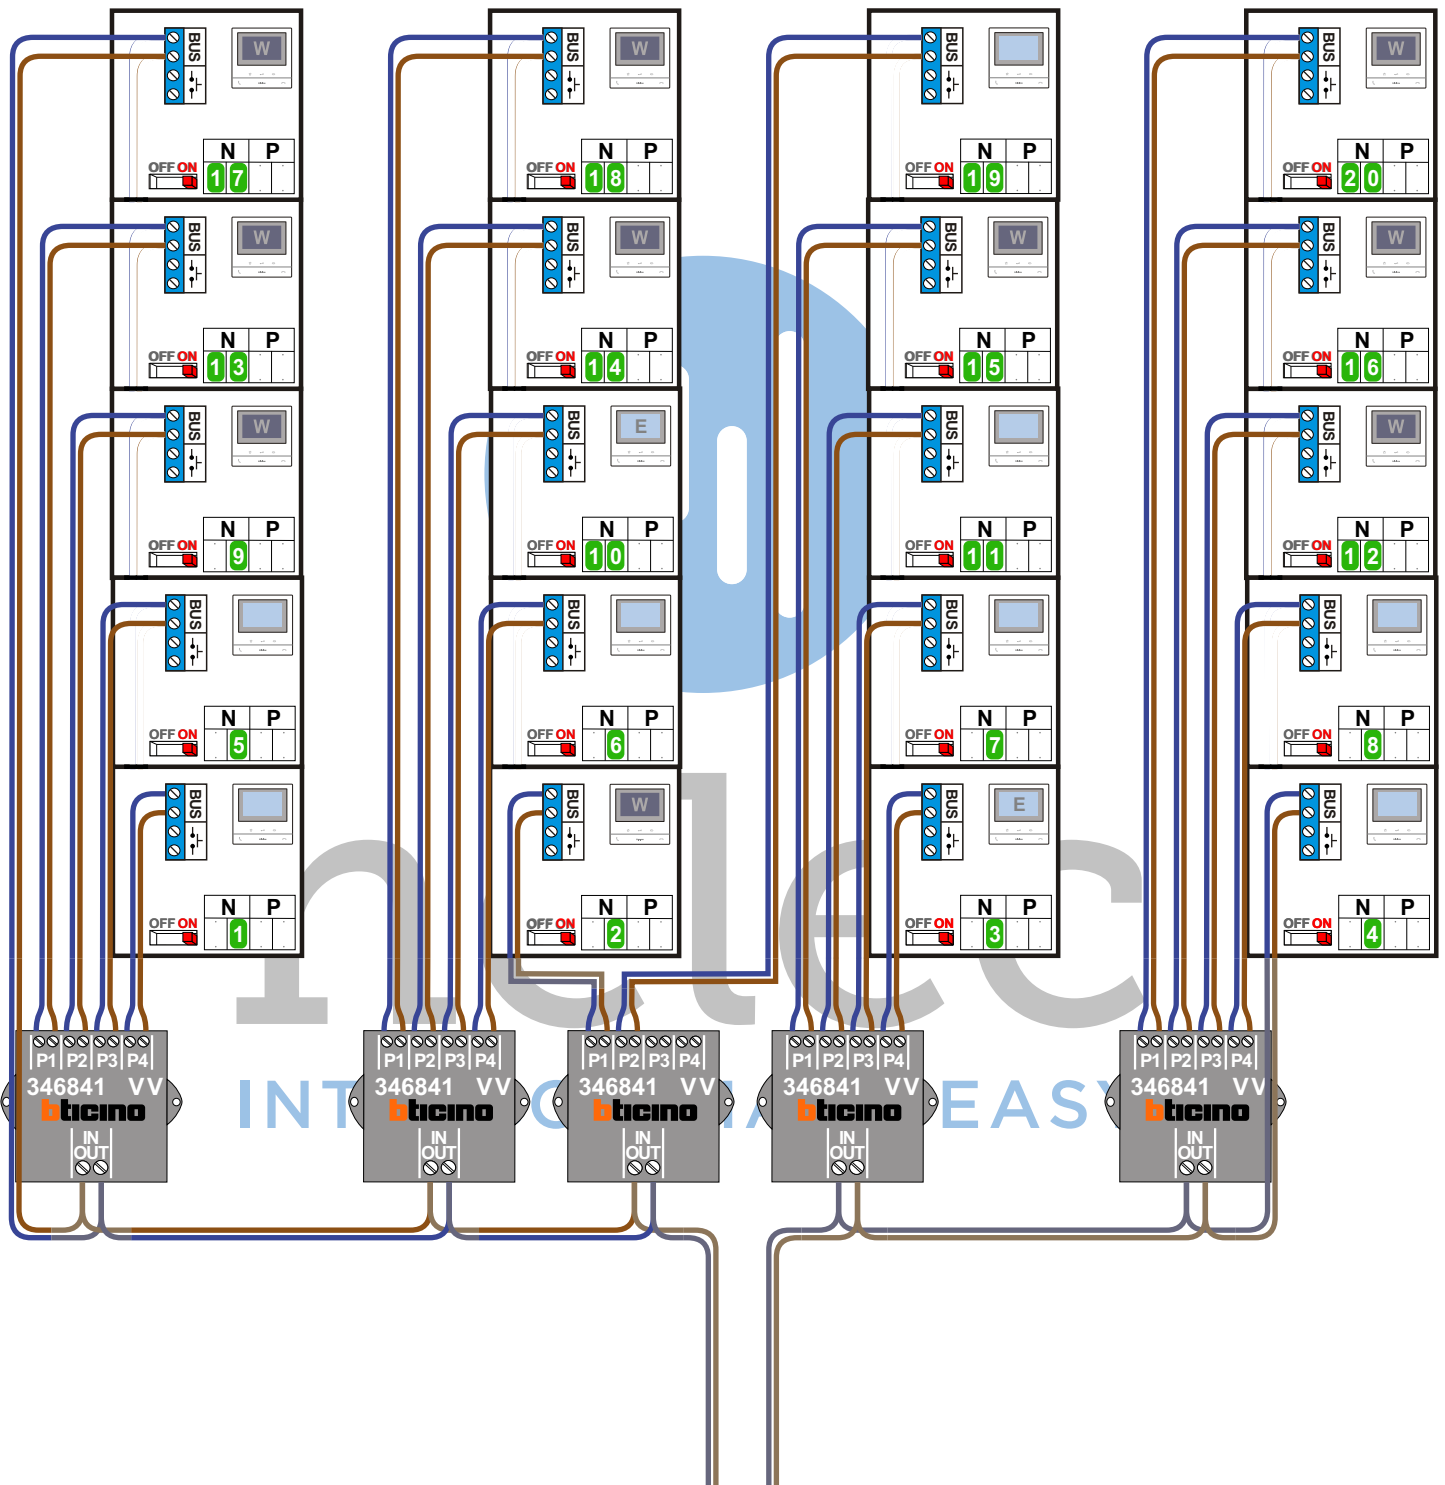 W W W
BUS BUS BUS BUS
N P N P N P N P
OFF ON OFF ON OFF ON OFF ON
17 18 19 20
W W W W
BUS BUS BUS BUS
N P N P N P N P
OFF ON OFF ON OFF ON OFF ON
13 14 15 16
W E W
BUS BUS BUS BUS
N P N P N P N P
OFF ON OFF ON OFF ON OFF ON
9 10 11 12
BUS BUS BUS BUS
N P N P N P N P
OFF ON OFF ON OFF ON OFF ON
5 6 7 8
W E
BUS BUS BUS BUS
N P N P N P N P
OFF ON OFF ON OFF ON OFF ON
1 2 3 4
P1 P2 P3 P4 P1 P2 P3 P4 P1 P2 P3 P4 P1 P2 P3 P4 P1 P2 P3 P4
346841 VV 346841 VV 346841 VV 346841 VV 346841 VV
bticino bticino bticino bticino bticino
IN IN IN IN IN
OUT OUT OUT OUT OUT